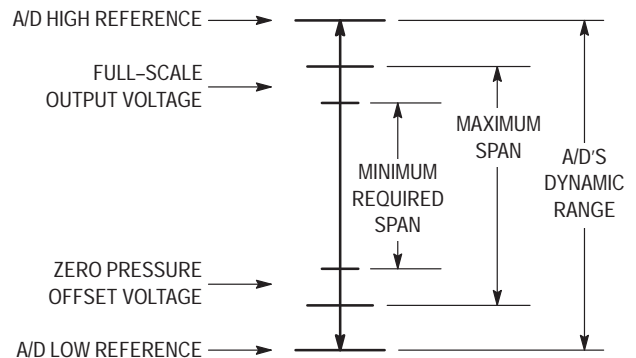 A/D HIGH REFERENCE
FULL–SCALE
OUTPUT VOLTAGE
MINIMUM
REQUIRED
SPAN
MAXIMUM
SPAN
A/D'S
DYNAMIC
RANGE
ZERO PRESSURE
OFFSET VOLTAGE
A/D LOW REFERENCE